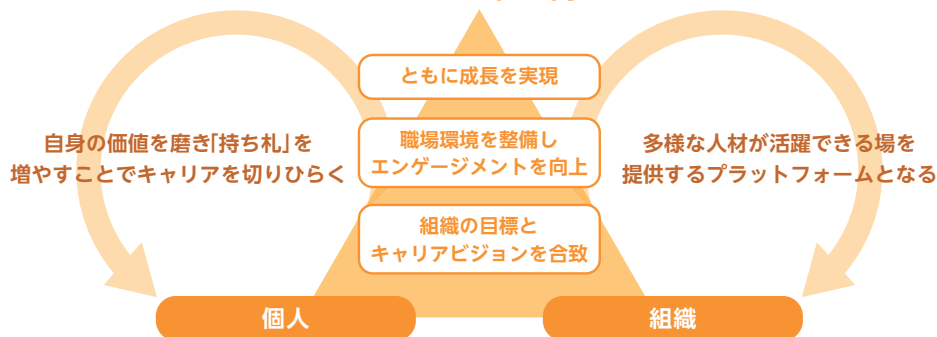 ともに成長を実現
自身の価値を磨き「持ち札」を
増やすことでキャリアを切りひらく
職場環境を整備し
エンゲージメントを向上
多様な人材が活躍できる場を
提供するプラットフォームとなる
組織の目標と
キャリアビジョンを合致
個人
組織